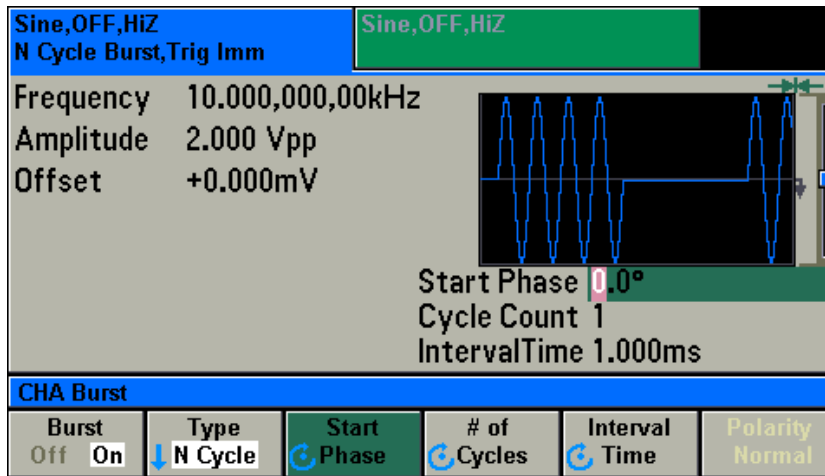 Sine,OFF,HiZ
N Cycle Burst,Trig Imm
Sine,OFF,HiZ
Frequency 10.000,000,00kHz
Amplitude 2.000 Vpp
Offset +0.000mV
Start Phase 0.0°
Cycle Count 1
IntervalTime 1.000ms
CHA Burst
Burst
Off On
Type
N Cycle
Start
Phase
# of
Cycles
Interval
Time
Polarity
Normal